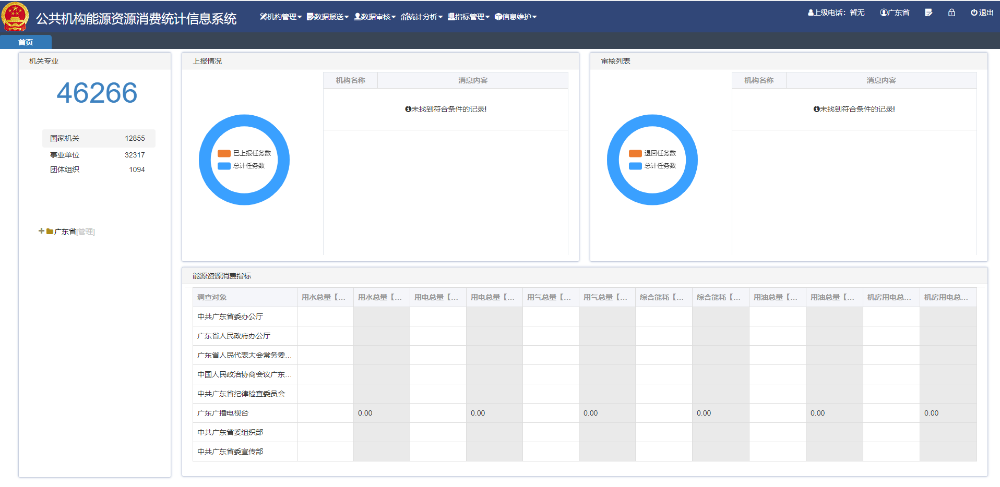 公共机构能源资源消费统计信息系统
机构管理 数据报送 数据审核 统计分析 指标管理 信息维护
上级电话：暂无 广东省 退出
首页
机关专业
46266
国家机关 12855
事业单位 32317
团体组织 1094
广东省[管理]
上报情况
机构名称 消息内容
未找到符合条件的记录!
已上报任务数
总计任务数
审核列表
机构名称 消息内容
未找到符合条件的记录!
退回任务数
总计任务数
能源资源消费指标
调查对象 用水总量【... 用水总量【... 用电总量【... 用电总量【... 用气总量【... 用气总量【... 综合能耗【... 综合能耗【... 用油总量【... 用油总量【... 机房用电总... 机房用电总...
中共广东省委办公厅
广东省人民政府办公厅
广东省人民代表大会常务委...
中国人民政治协商会议广东...
中共广东省纪律检查委员会
广东广播电视台 0.00 0.00 0.00 0.00 0.00 0.00
中共广东省委组织部
中共广东省委宣传部